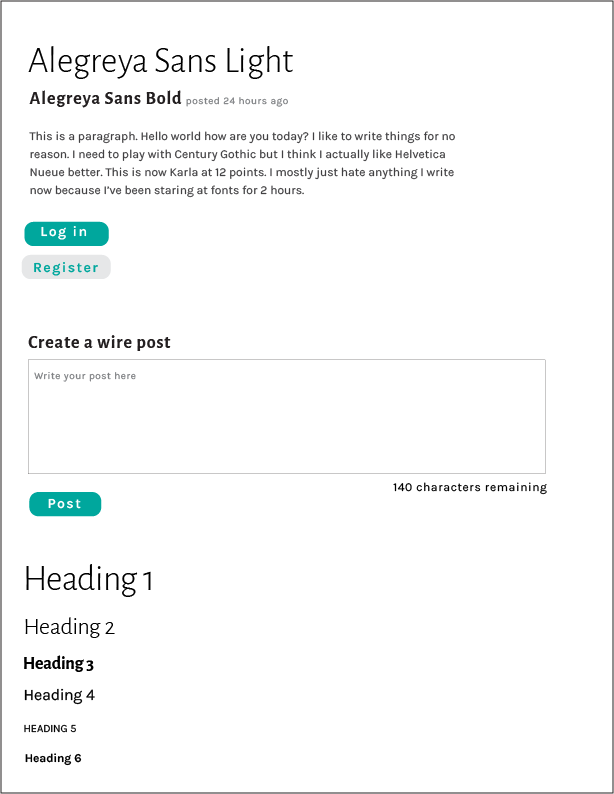 Alegreya Sans Light
Alegreya Sans Bold posted 24 hours ago
This is a paragraph. Hello world how are you today? I like to write things for no
reason. I need to play with Century Gothic but I think I actually like Helvetica
Nueue better. This is now Karla at 12 points. I mostly just hate anything I write
now because I've been staring at fonts for 2 hours.
Log in
Register
Create a wire post
Write your post here
140 characters remaining
Post
Heading 1
Heading 2
Heading 3
Heading 4
HEADING 5
Heading 6